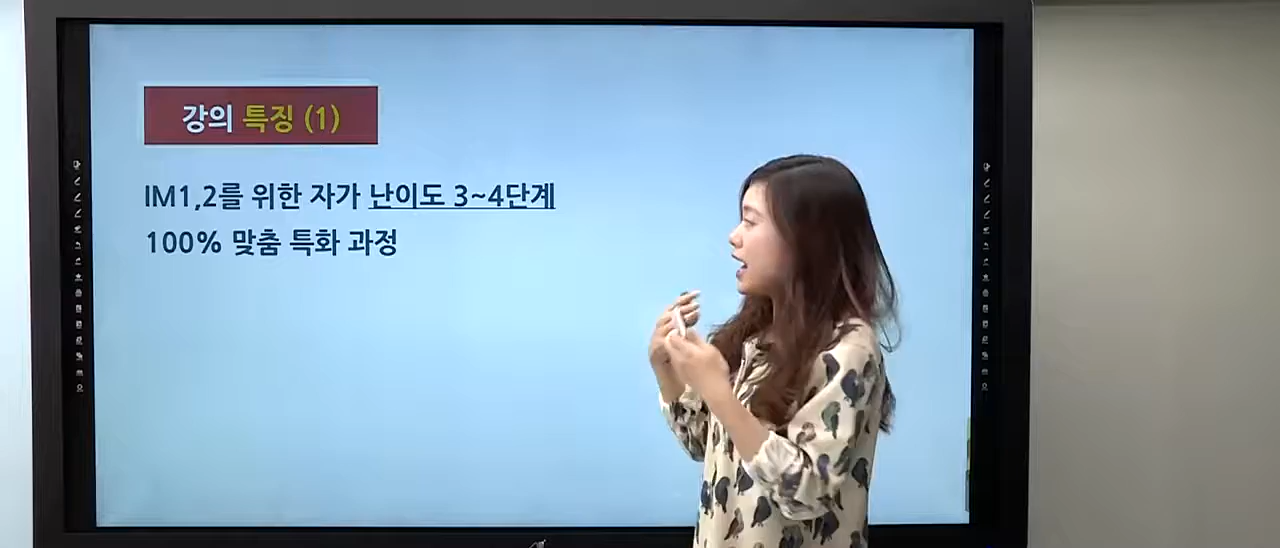 강의 특징 (1)
IM1,2를 위한 자가 난이도 3~4단계
100% 맞춤 특화 과정